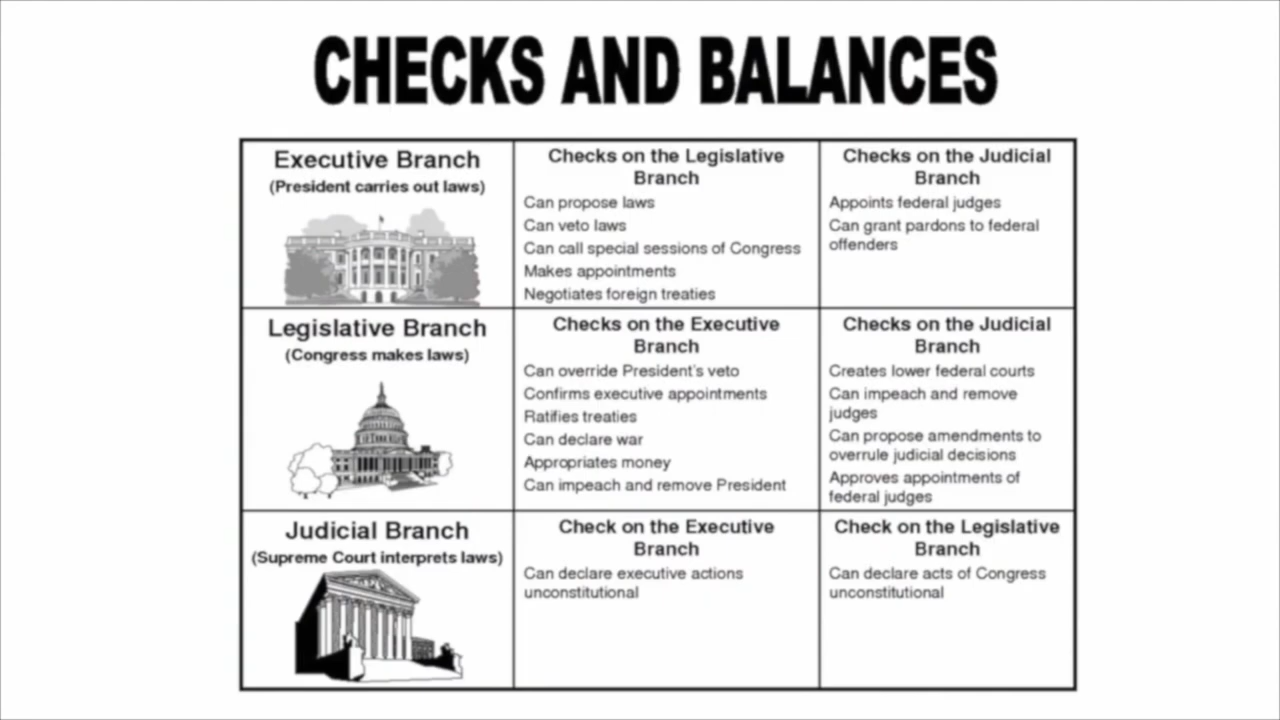 CHECKS AND BALANCES
Executive Branch
(President carries out laws)
Checks on the Legislative
Branch
Can propose laws
Can veto laws
Can call special sessions of Congress
Makes appointments
Negotiates foreign treaties
Checks on the Judicial
Branch
Appoints federal judges
Can grant pardons to federal
offenders
Legislative Branch
(Congress makes laws)
Checks on the Executive
Branch
Can override President's veto
Confirms executive appointments
Ratifies treaties
Can declare war
Appropriates money
Can impeach and remove President
Checks on the Judicial
Branch
Creates lower federal courts
Can impeach and remove
judges
Can propose amendments to
overrule judicial decisions
Approves appointments of
federal judges
Judicial Branch
(Supreme Court interprets laws)
Check on the Executive
Branch
Can declare executive actions
unconstitutional
Check on the Legislative
Branch
Can declare acts of Congress
unconstitutional